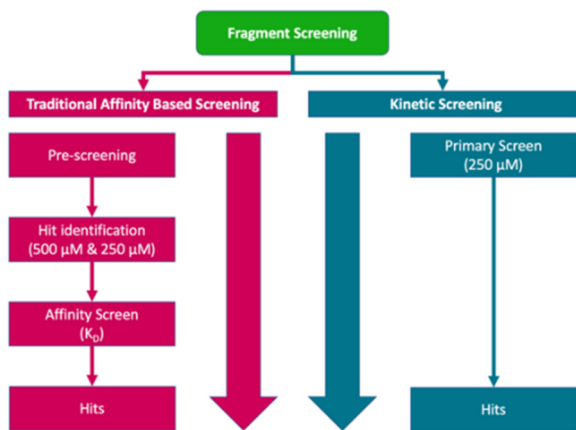 Fragment Screening
Traditional Affinity Based Screening
Kinetic Screening
Pre-screening
Primary Screen
(250 µM)
Hit identification
(500 µM & 250 µM)
Affinity Screen
(K_D)
Hits
Hits